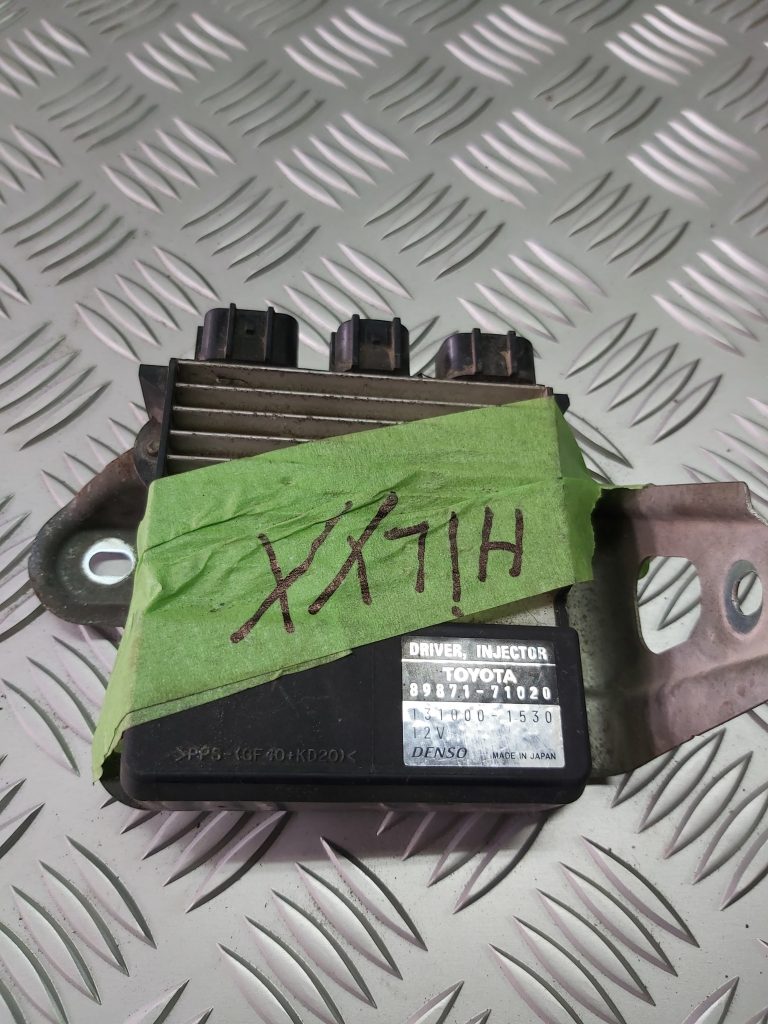 HILUX
DRIVER, INJECTOR
TOYOTA
89871-71020
131000-1530
12V
DENSO MADE IN JAPAN
>PPS-(GF40+KD20)<